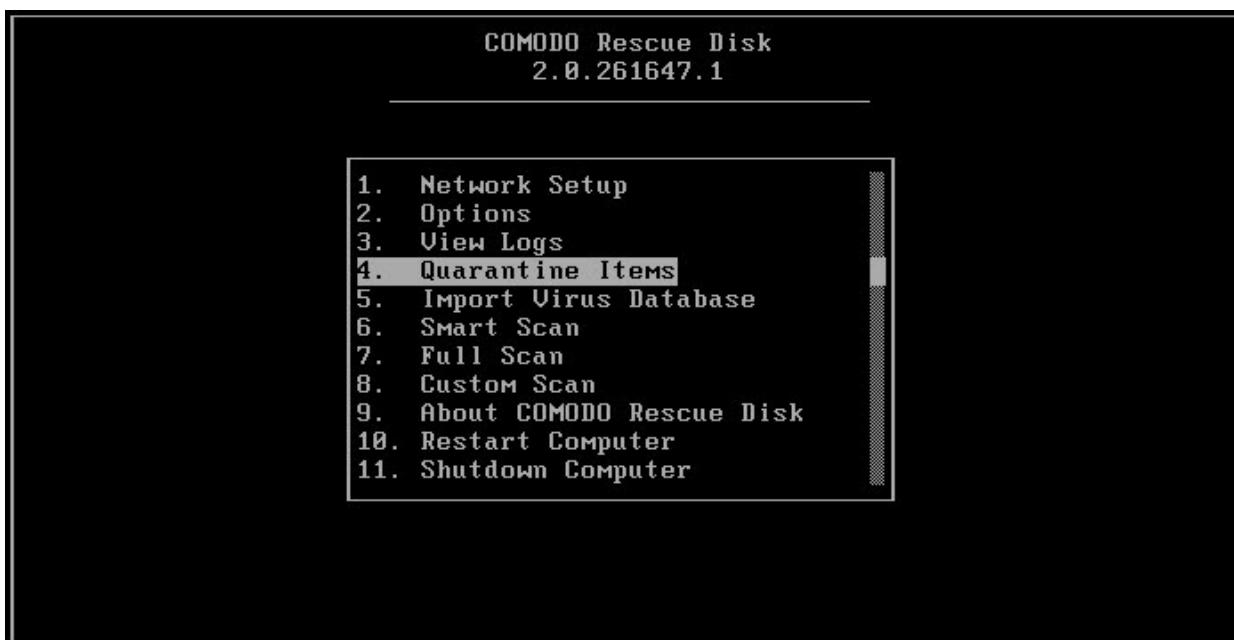 COMODO Rescue Disk
2.0.261647.1
1. Network Setup
2. Options
3. View Logs
4. Quarantine Items
5. Import Virus Database
6. Smart Scan
7. Full Scan
8. Custom Scan
9. About COMODO Rescue Disk
10. Restart Computer
11. Shutdown Computer